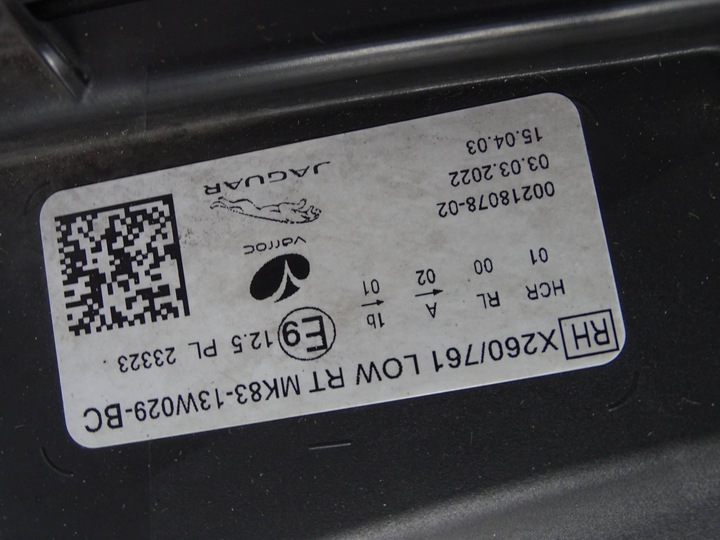 RH X260/761 LOW RT MK83-13W029-BC
HCR RL A 1b E9 12.5 PL 23323
01 00 02 01
varroc
00218078-02
03.03.2022
15.04.03
JAGUAR